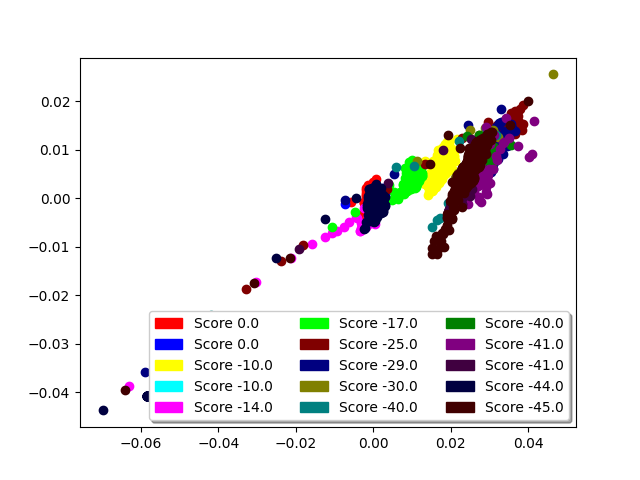 0.02
0.01
0.00
−0.01
−0.02
−0.03
−0.04
Score 0.0 Score -17.0 Score -40.0
Score 0.0 Score -25.0 Score -41.0
Score -10.0 Score -29.0 Score -41.0
Score -10.0 Score -30.0 Score -44.0
Score -14.0 Score -40.0 Score -45.0
−0.06 −0.04 −0.02 0.00 0.02 0.04